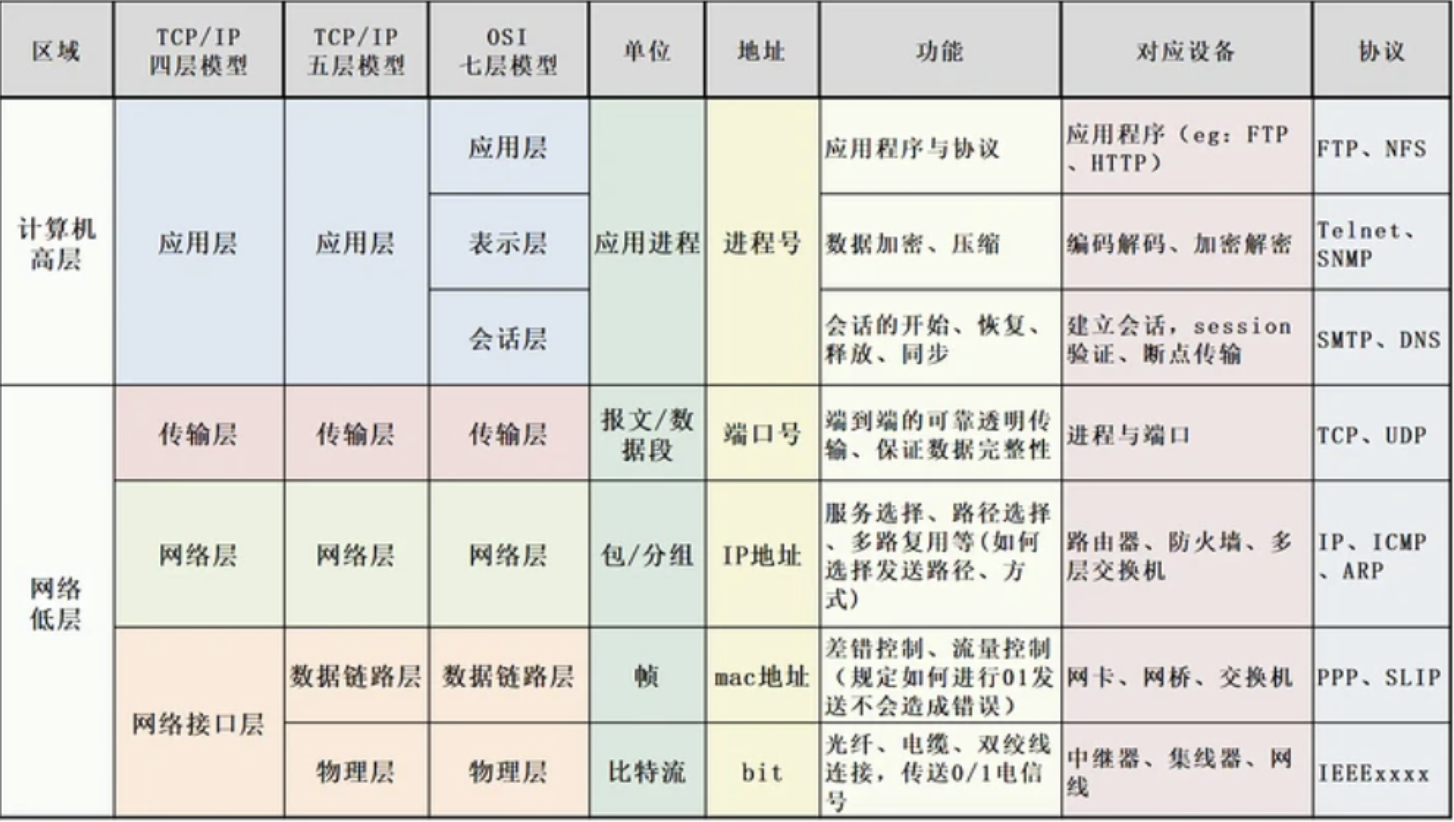 区域
TCP/IP
四层模型
TCP/IP
五层模型
OSI
七层模型
单位
地址
功能
对应设备
协议
计算机
高层
应用层
应用层
应用层
应用进程
进程号
应用程序与协议
应用程序（eg：FTP
、HTTP）
FTP、NFS
表示层
数据加密、压缩
编码解码、加密解密
Telnet、
SNMP
会话层
会话的开始、恢复、
释放、同步
建立会话，session
验证、断点传输
SMTP、DNS
网络
低层
传输层
传输层
传输层
报文/数
据段
端口号
端到端的可靠透明传
输、保证数据完整性
进程与端口
TCP、UDP
网络层
网络层
网络层
包/分组
IP地址
服务选择、路径选择
、多路复用等(如何
选择发送路径、方
式)
路由器、防火墙、多
层交换机
IP、ICMP
、ARP
网络接口层
数据链路层
数据链路层
帧
mac地址
差错控制、流量控制
（规定如何进行01发
送不会造成错误）
网卡、网桥、交换机
PPP、SLIP
物理层
物理层
比特流
bit
光纤、电缆、双绞线
连接，传送0/1电信
号
中继器、集线器、网
线
IEEExxxx